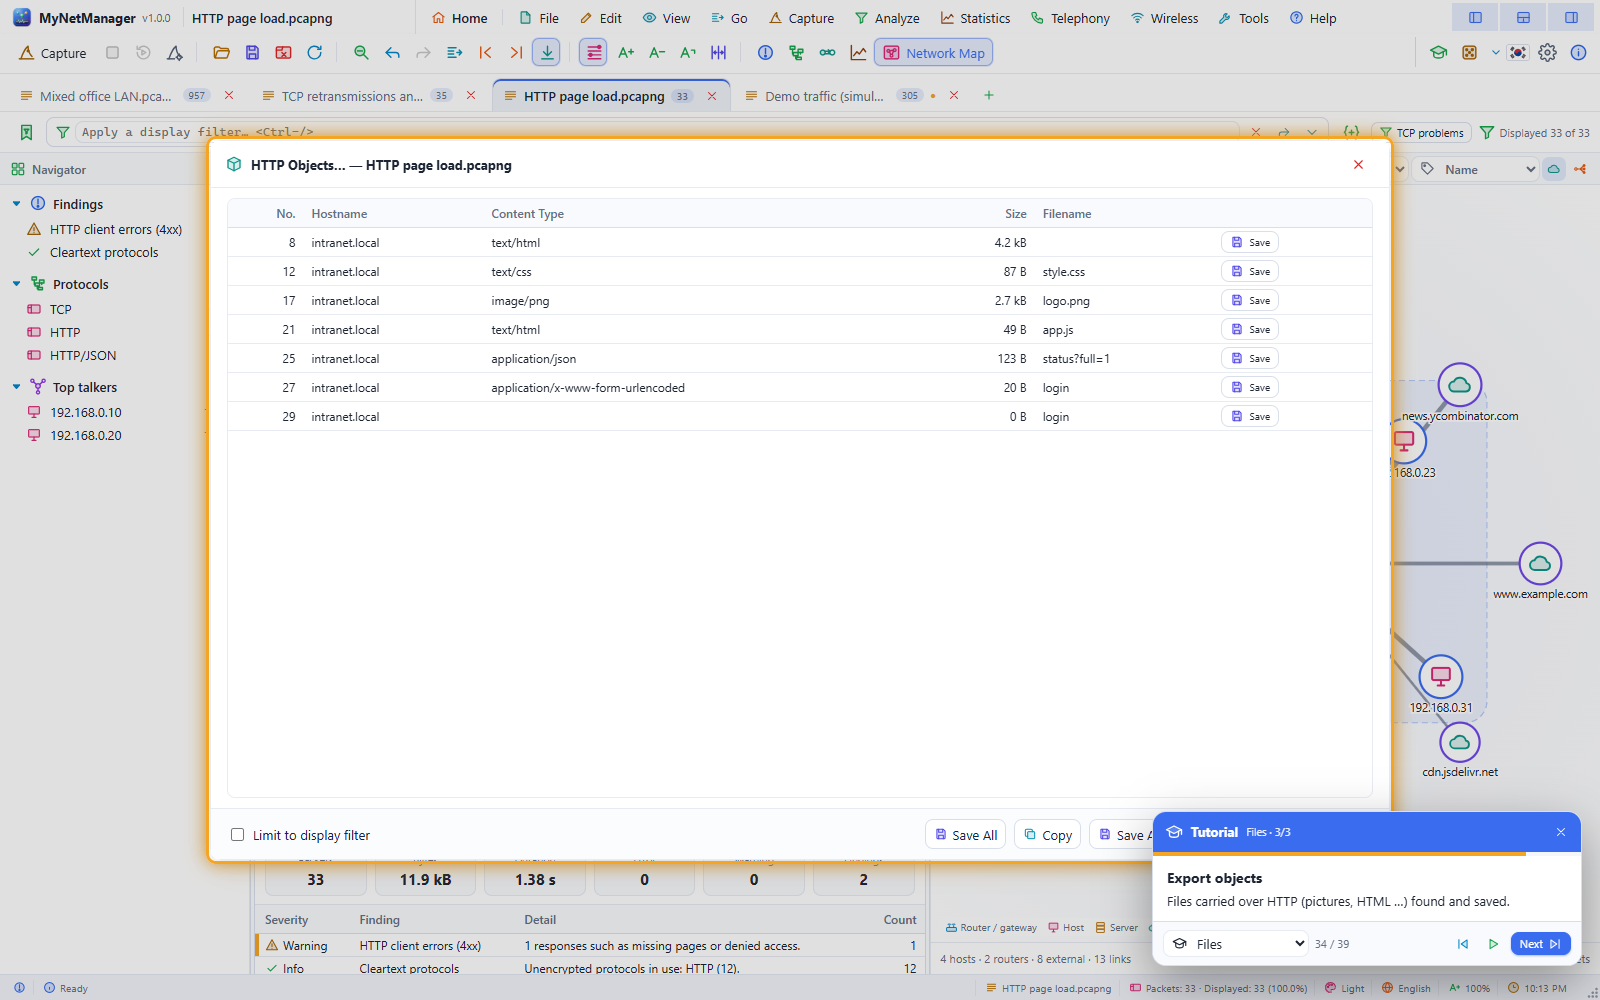 MyNetManager v1.0.0 HTTP page load.pcapng Home File Edit View Go Capture Analyze Statistics Telephony Wireless Tools Help
Capture Network Map
Mixed office LAN.pca... 957 TCP retransmissions an... 35 HTTP page load.pcapng 33 Demo traffic (simul... 305
Apply a display filter… <Ctrl-/> TCP problems Displayed 33 of 33
Navigator
Name
Findings
HTTP client errors (4xx)
Cleartext protocols
Protocols
TCP
HTTP
HTTP/JSON
Top talkers
192.168.0.10
192.168.0.20
HTTP Objects... — HTTP page load.pcapng
No. Hostname Content Type Size Filename
8 intranet.local text/html 4.2 kB Save
12 intranet.local text/css 87 B style.css Save
17 intranet.local image/png 2.7 kB logo.png Save
21 intranet.local text/html 49 B app.js Save
25 intranet.local application/json 123 B status?full=1 Save
27 intranet.local application/x-www-form-urlencoded 20 B login Save
29 intranet.local 0 B login Save
Limit to display filter Save All Copy Save A
news.ycombinator.com
.168.0.23
www.example.com
192.168.0.31
cdn.jsdelivr.net
33 11.9 kB 1.38 s 0 0 2
Severity Finding Detail Count
Warning HTTP client errors (4xx) 1 responses such as missing pages or denied access. 1
Info Cleartext protocols Unencrypted protocols in use: HTTP (12). 12
Router / gateway Host Server
4 hosts · 2 routers · 8 external · 13 links
Tutorial Files · 3/3
Export objects
Files carried over HTTP (pictures, HTML ...) found and saved.
Files 34 / 39 Next
Ready HTTP page load.pcapng Packets: 33 · Displayed: 33 (100.0%) Light English 100% 10:13 PM